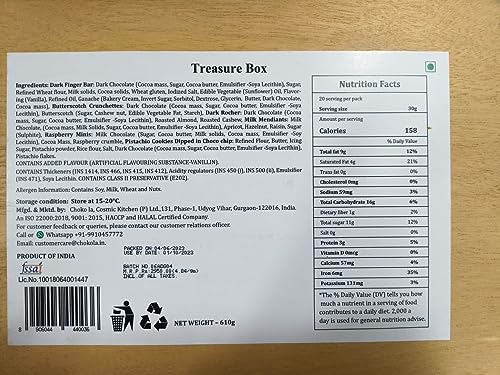 Treasure Box
Ingredients: Dark Finger Bar: Dark Chocolate (Cocoa mass, Sugar, Cocoa butter, Emulsifier -Soya Lecithin), Sugar,
Refined Wheat flour, Milk solids, Cocoa solids, Wheat gluten, Iodized Salt, Edible Vegetable (Sunflower) Oil, Flavor-
ing (Vanilla), Refined Oil, Ganache (Bakery Cream, Invert Sugar, Sorbitol, Dextrose, Glycerin, Butter, Dark Chocolate
(Cocoa mass), Butterscotch Crunchettes: Dark Chocolate (Cocoa mass, Sugar, Cocoa butter, Emulsifier -Soya
Lecithin), Butterscotch (Sugar, Cashew nut, Edible Vegetable Fat, Starch), Dark Rocher: Dark Chocolate (Cocoa
mass, Sugar, Cocoa butter, Emulsifier-Soya Lecithin), Roasted Almond, Roasted Cashew, Milk Mendiants: Milk
Chocolate, (Cocoa mass, Milk Solids, Sugar, Cocoa butter, Emulsifier -Soya Lecithin), Apricot, Hazelnut, Raisin, Sugar
(Sulphite), Raspberry Minis: Milk Chocolate (Sugar, Cocoa butter, Milk solids, Cocoa mass, Emulsifier -Soy
Lecithin), Cocoa Mass, Raspberry crumble, Pistachio Cookies Dipped in Choco chip: Refined Flour, Butter, Icing
Sugar, Pistachio powder, Rice flour, Salt, Dark Chocolate (Cocoa mass, Sugar, Cocoa butter, Emulsifier-Soya Lecithin),
Pistachio flakes.
CONTAINS ADDED FLAVOUR (ARTIFICIAL FLAVOURING SUBSTANCE-VANILLIN).
CONTAINS Thickeners (INS 1414, INS 466, INS 415, INS 412), Acidity regulators (INS 450 (I), INS 500 (ii), Emulsifier
(INS 471), Soya Lecithin. CONTAINS CLASS II PRESERVATIVE (E202).
Allergen Information: Contains Soy, Milk, Wheat and Nuts.
Storage condition: Store at 15-20°C.
Mfgd. & Mktd. by: Choko la, Cosmic Kitchen (P) Ltd.,131, Phase-1, Udyog Vihar, Gurgaon-122016, India.
An ISO 22000:2018, 9001: 2015, HACCP and HALAL Certified Company.
For customer feedback or queries, please contact our customer relations officer.
Call or Whatsapp +91-9910457772
Email: customercare@chokola.in.
PRODUCT OF INDIA
fssai
Lic.No.10018064001447
PACKED ON 04/06/2023
USE BY DATE: 01/10/2023
BATCH NO. 06AD004
M.R.P.Rs:2950.00(4.84/gm)
INCL.OF ALL TAXES.
8 906044 440036
NET WEIGHT – 610g
Nutrition Facts
20 serving per pack
Serving Size 30g
Amount per serving
Calories 158
% Daily Value
Total fat 9g 12%
Saturated Fat 4g 21%
Trans fat 0g 0%
Cholesterol 0mg 0%
Sodium 59mg 3%
Total Carbohydrate 16g 6%
Dietary fiber 1g 2%
Total sugar 11g 12%
Salt 0g 0%
Protein 3g 5%
Vitamin D 0mcg 0%
Calcium 57mg 4%
Iron 6mg 35%
Potassium 131mg 3%
*The % Daily Value (DV) tells you how
much a nutrient in a serving of food
contributes to a daily diet. 2,000 a
day is used for general nutrition advice.